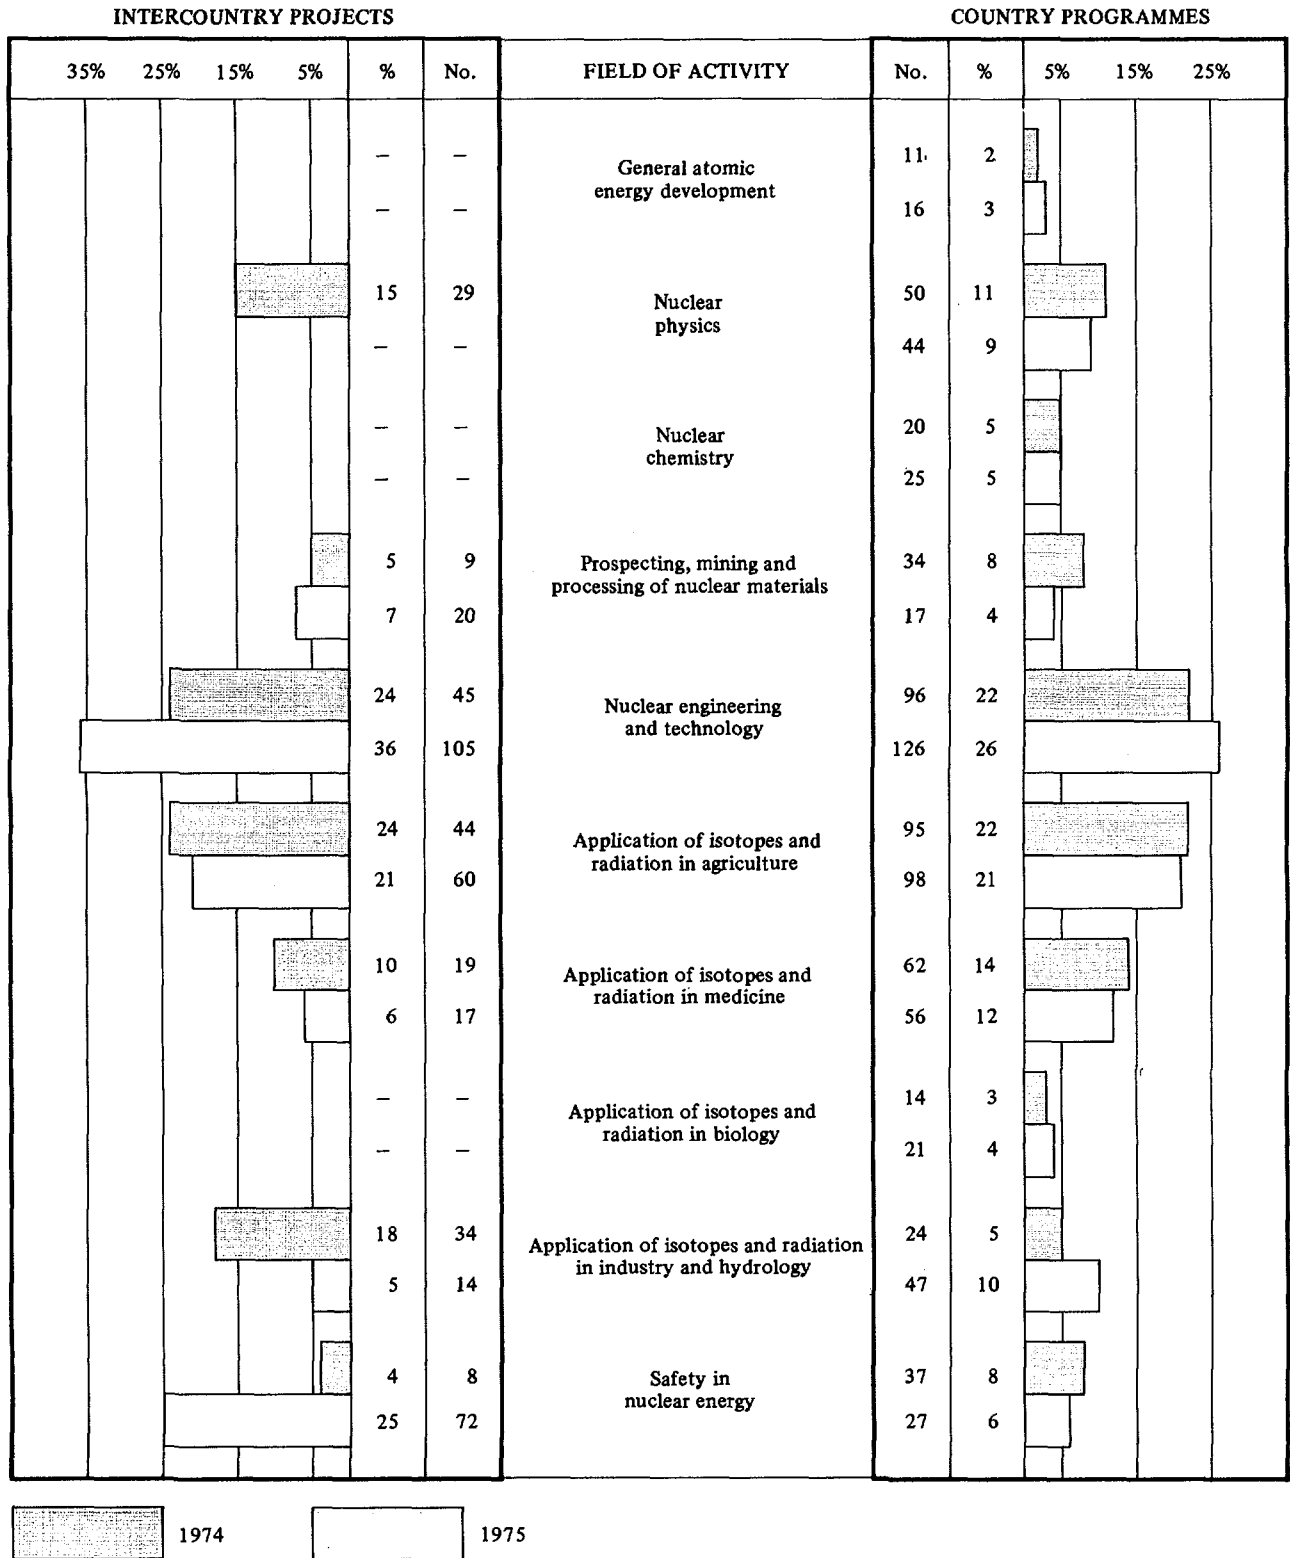 INTERCOUNTRY PROJECTS COUNTRY PROGRAMMES
35% 25% 15% 5% % No. FIELD OF ACTIVITY No. % 5% 15% 25%
– – 11 2
General atomic
energy development
– – 16 3
15 29 50 11
Nuclear
physics
– – 44 9
– – 20 5
Nuclear
chemistry
– – 25 5
5 9 34 8
Prospecting, mining and
processing of nuclear materials
7 20 17 4
24 45 96 22
Nuclear engineering
and technology
36 105 126 26
24 44 95 22
Application of isotopes and
radiation in agriculture
21 60 98 21
10 19 62 14
Application of isotopes and
radiation in medicine
6 17 56 12
– – 14 3
Application of isotopes and
radiation in biology
– – 21 4
18 34 24 5
Application of isotopes and radiation
in industry and hydrology
5 14 47 10
4 8 37 8
Safety in
nuclear energy
25 72 27 6
1974 1975